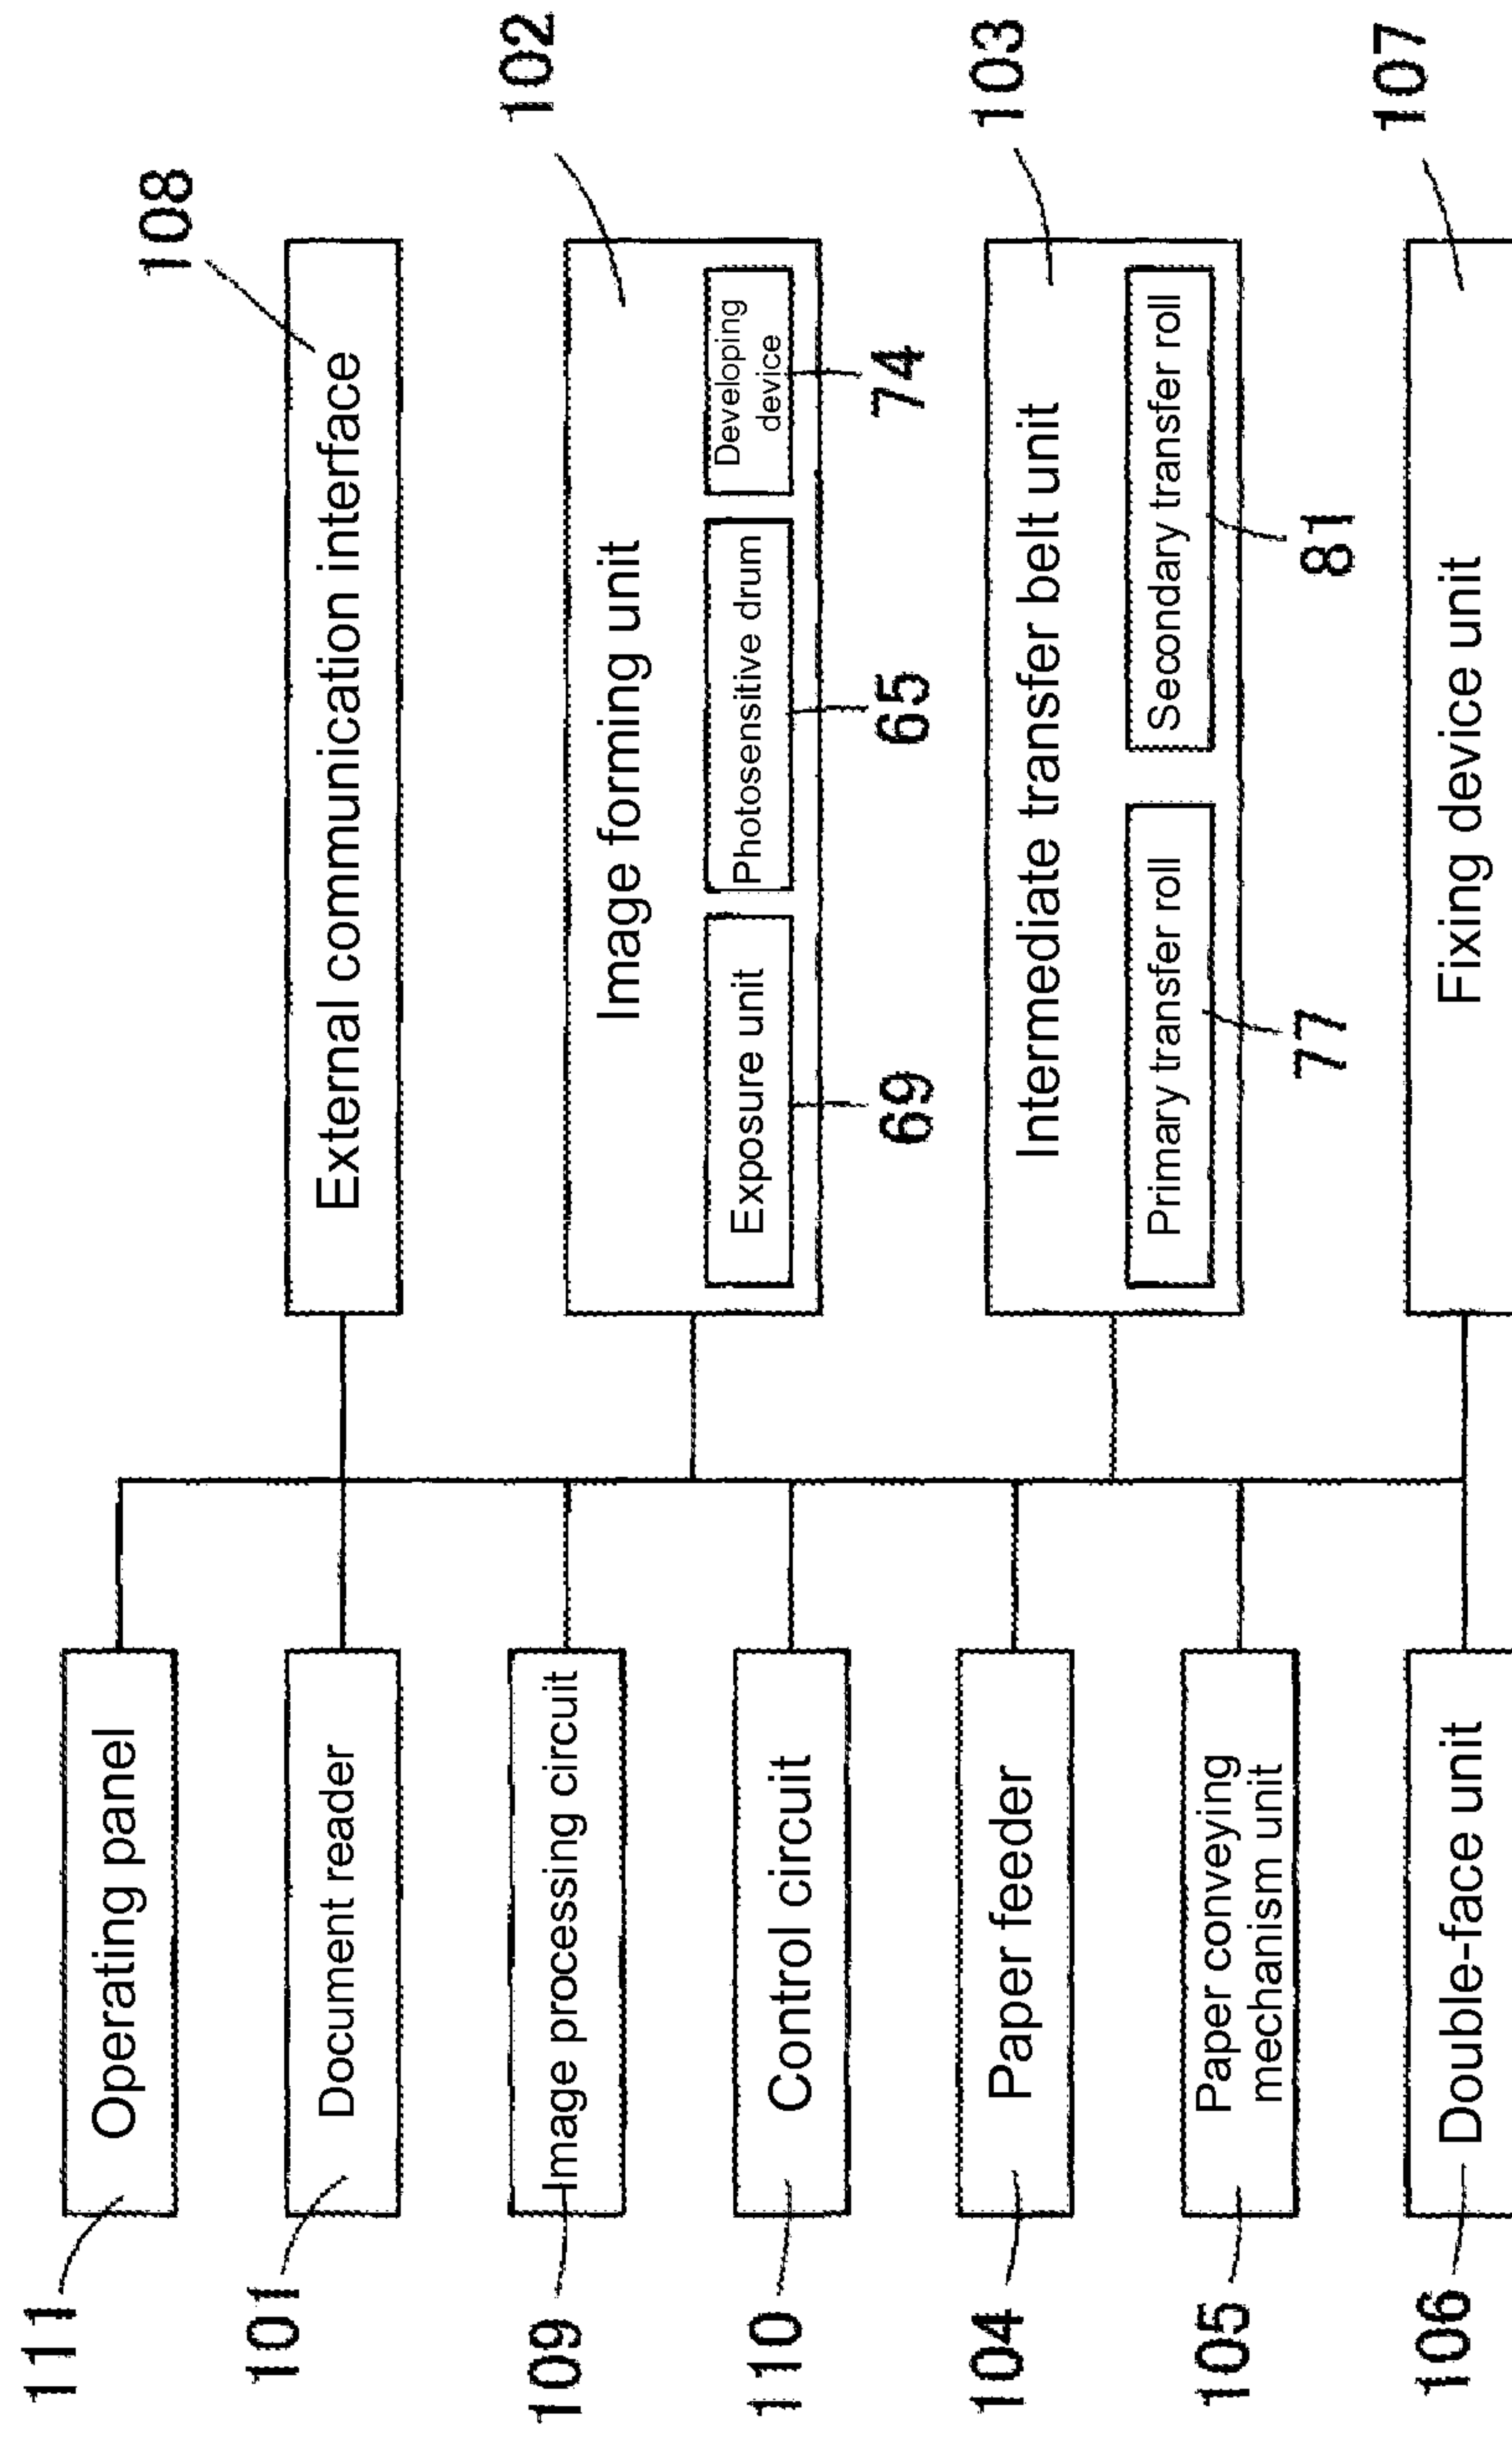 111
Operating panel
101
Document reader
108
External communication interface
109
Image processing circuit
102
Image forming unit
Exposure unit
Photosensitive drum
Developing
device
69
65
74
110
Control circuit
104
Paper feeder
103
Intermediate transfer belt unit
Primary transfer roll
Secondary transfer roll
77
81
105
Paper conveying
mechanism unit
106
Double-face unit
107
Fixing device unit